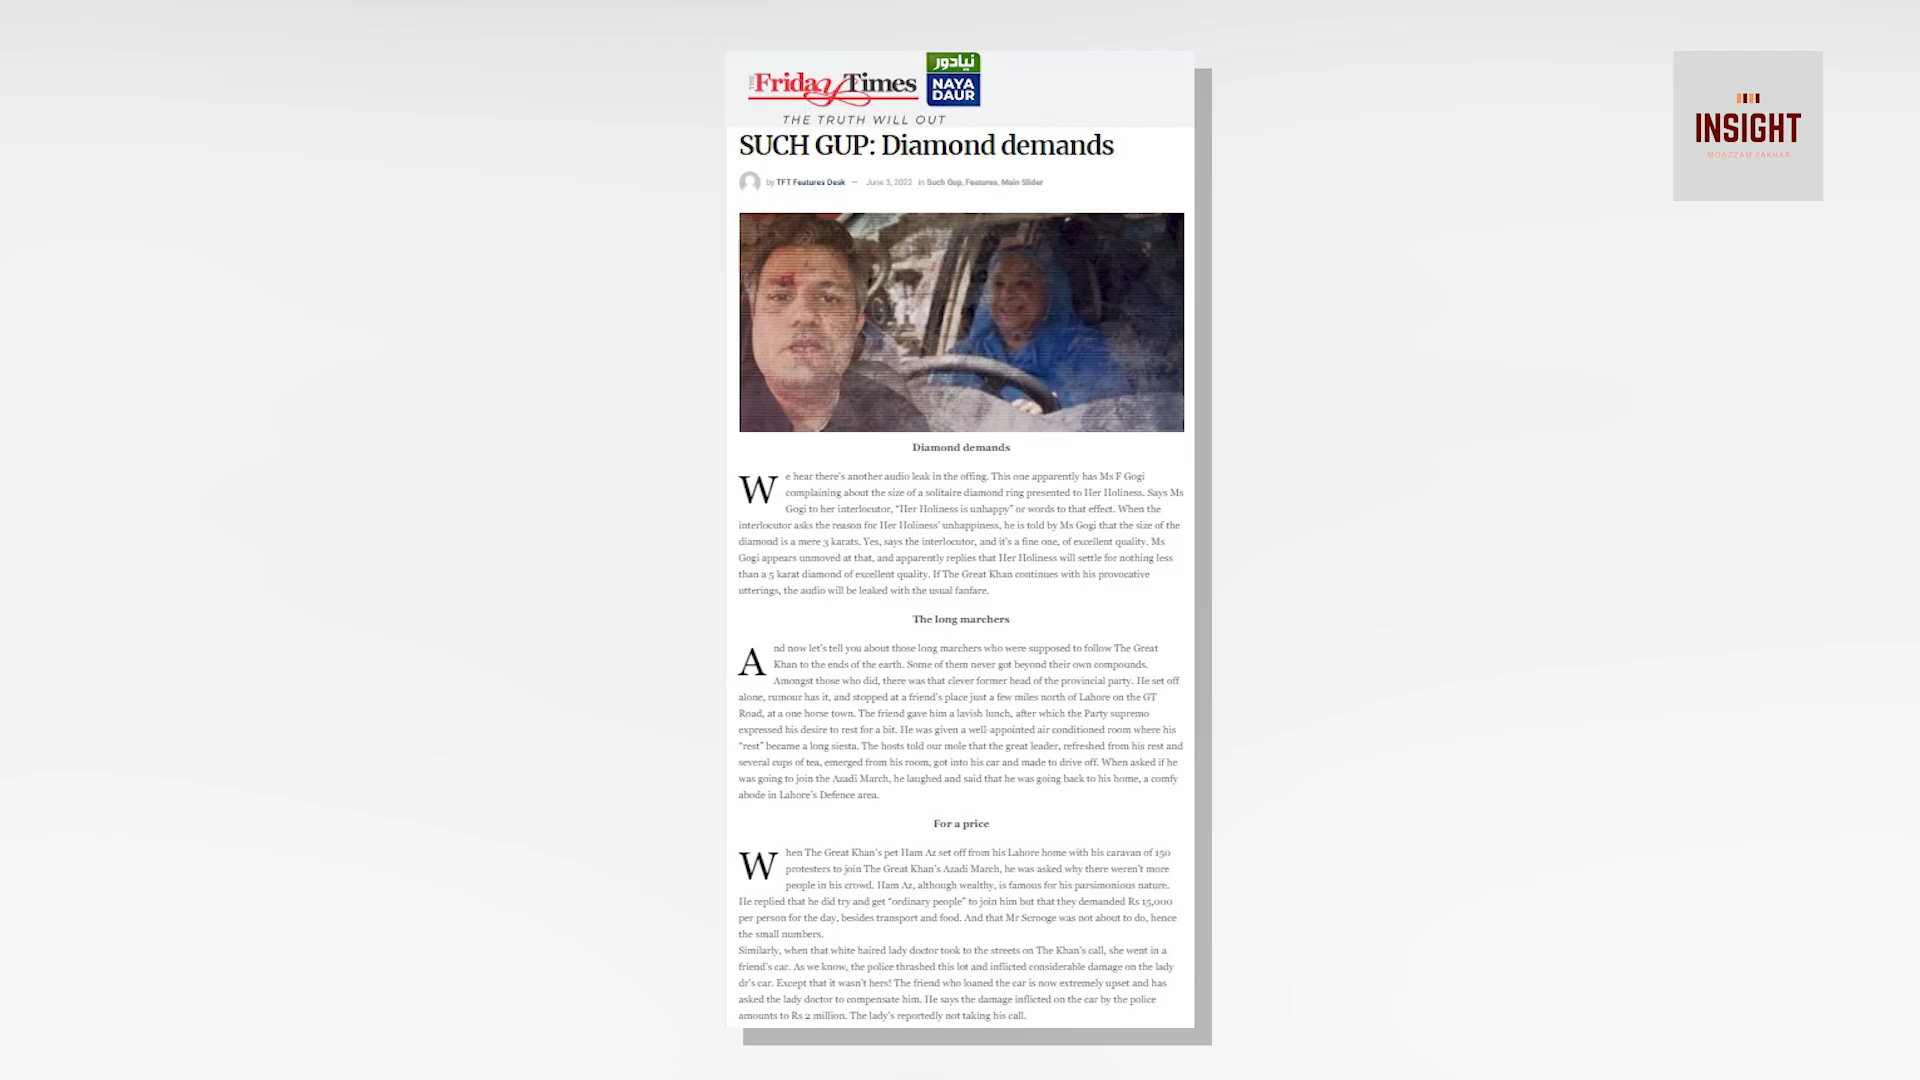 THE Friday Times
نیادور
NAYA
DAUR
THE TRUTH WILL OUT
INSIGHT
MOAZZAM FAKHAR
SUCH GUP: Diamond demands
by TFT Features Desk — June 3, 2022 in Such Gup, Features, Main Slider
Diamond demands
We hear there's another audio leak in the offing. This one apparently has Ms F Gogi
complaining about the size of a solitaire diamond ring presented to Her Holiness. Says Ms
Gogi to her interlocutor, “Her Holiness is unhappy” or words to that effect. When the
interlocutor asks the reason for Her Holiness' unhappiness, he is told by Ms Gogi that the size of the
diamond is a mere 3 karats. Yes, says the interlocutor, and it's a fine one, of excellent quality. Ms
Gogi appears unmoved at that, and apparently replies that Her Holiness will settle for nothing less
than a 5 karat diamond of excellent quality. If The Great Khan continues with his provocative
utterings, the audio will be leaked with the usual fanfare.
The long marchers
And now let's tell you about those long marchers who were supposed to follow The Great
Khan to the ends of the earth. Some of them never got beyond their own compounds.
Amongst those who did, there was that clever former head of the provincial party. He set off
alone, rumour has it, and stopped at a friend's place just a few miles north of Lahore on the GT
Road, at a one horse town. The friend gave him a lavish lunch, after which the Party supremo
expressed his desire to rest for a bit. He was given a well-appointed air conditioned room where his
“rest” became a long siesta. The hosts told our mole that the great leader, refreshed from his rest and
several cups of tea, emerged from his room, got into his car and made to drive off. When asked if he
was going to join the Azadi March, he laughed and said that he was going back to his home, a comfy
abode in Lahore's Defence area.
For a price
When The Great Khan's pet Ham Az set off from his Lahore home with his caravan of 150
protesters to join The Great Khan's Azadi March, he was asked why there weren't more
people in his crowd. Ham Az, although wealthy, is famous for his parsimonious nature.
He replied that he did try and get “ordinary people” to join him but that they demanded Rs 15,000
per person for the day, besides transport and food. And that Mr Scrooge was not about to do, hence
the small numbers.
Similarly, when that white haired lady doctor took to the streets on The Khan's call, she went in a
friend's car. As we know, the police thrashed this lot and inflicted considerable damage on the lady
dr's car. Except that it wasn't hers! The friend who loaned the car is now extremely upset and has
asked the lady doctor to compensate him. He says the damage inflicted on the car by the police
amounts to Rs 2 million. The lady's reportedly not taking his call.